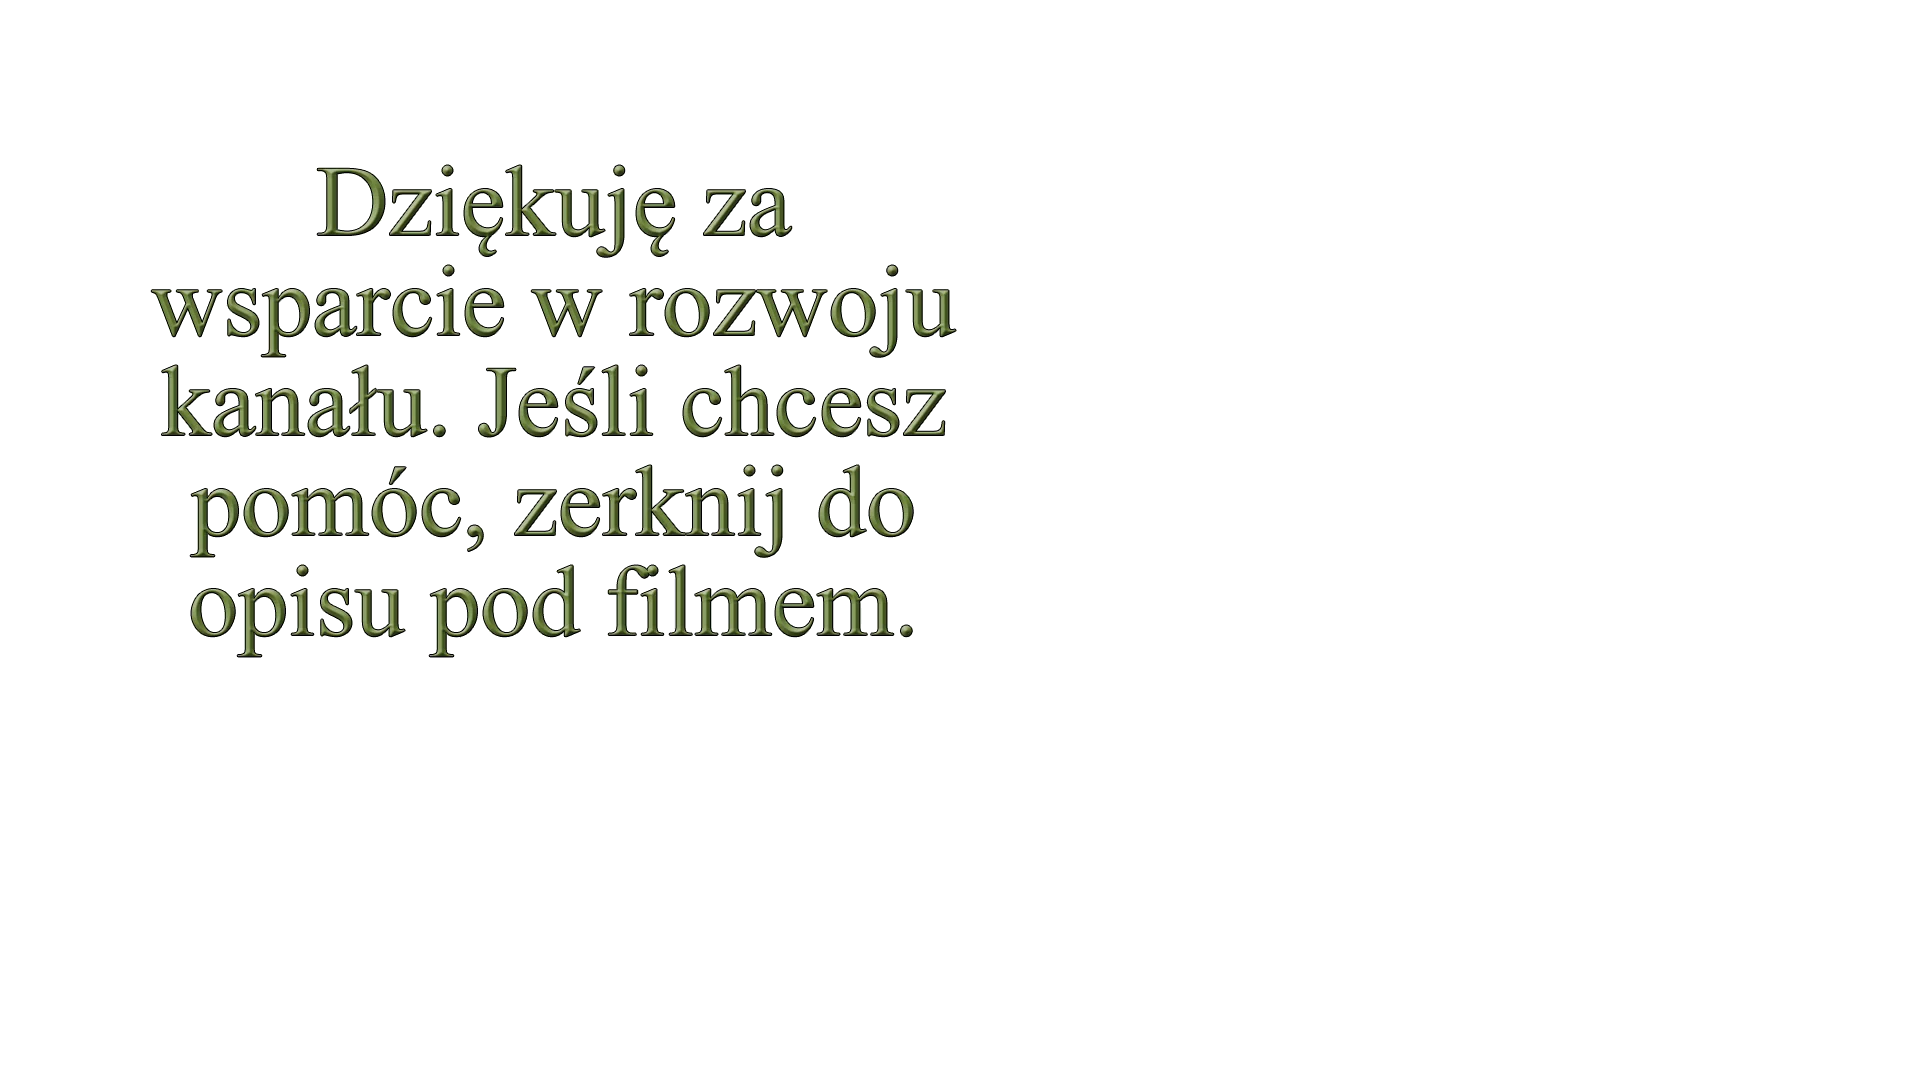 Dziękuję za
wsparcie w rozwoju
kanału. Jeśli chcesz
pomóc, zerknij do
opisu pod filmem.